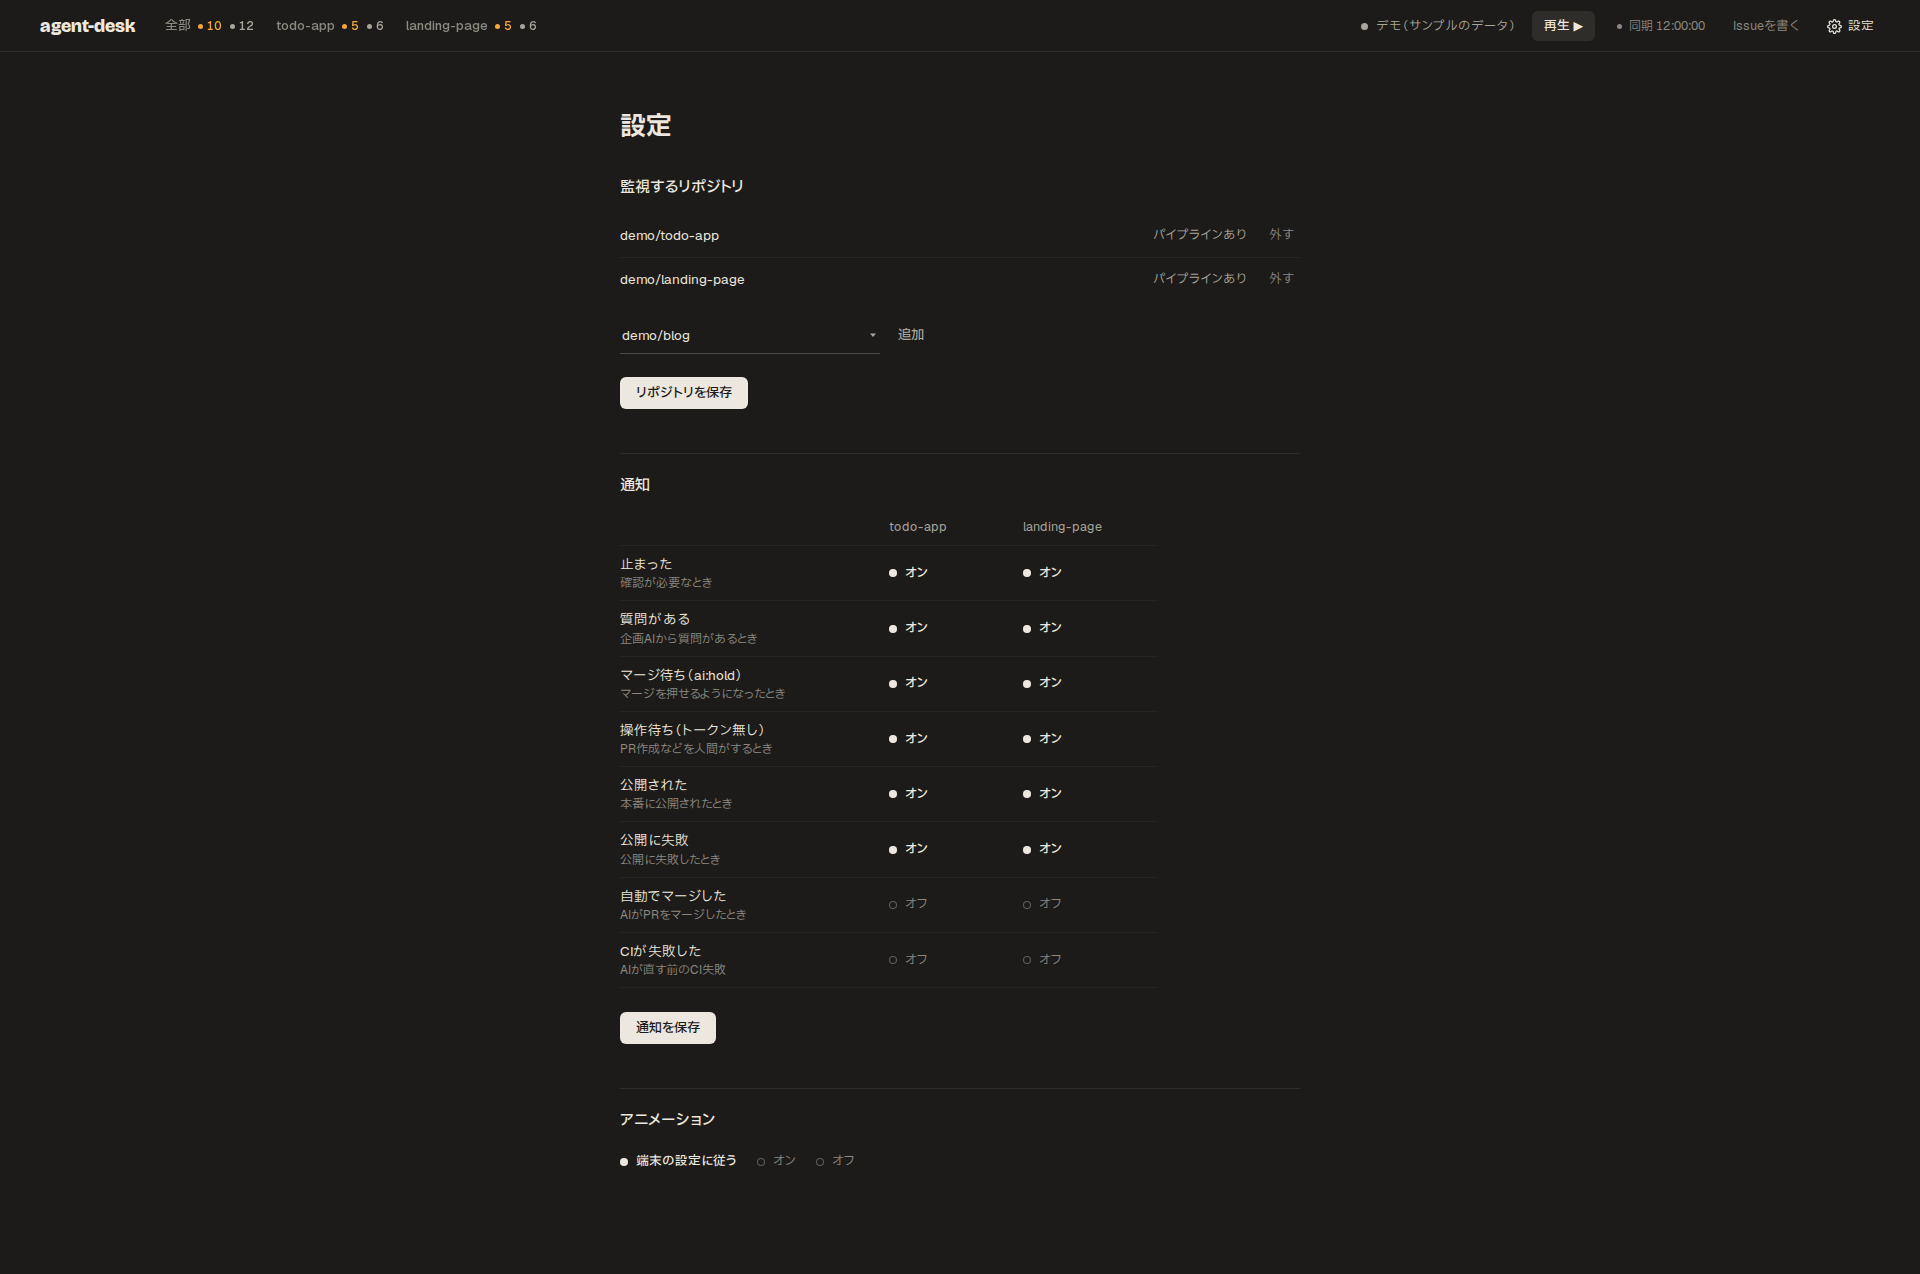 agent-desk 全部 10 12 todo-app 5 6 landing-page 5 6 デモ(サンプルのデータ) 再生 ▶ 同期 12:00:00 Issueを書く 設定
設定
監視するリポジトリ
demo/todo-app パイプラインあり 外す
demo/landing-page パイプラインあり 外す
demo/blog 追加
リポジトリを保存
通知
todo-app landing-page
止まった
確認が必要なとき
オン オン
質問がある
企画AIから質問があるとき
オン オン
マージ待ち(ai:hold)
マージを押せるようになったとき
オン オン
操作待ち(トークン無し)
PR作成などを人間がするとき
オン オン
公開された
本番に公開されたとき
オン オン
公開に失敗
公開に失敗したとき
オン オン
自動でマージした
AIがPRをマージしたとき
オフ オフ
CIが失敗した
AIが直す前のCI失敗
オフ オフ
通知を保存
アニメーション
端末の設定に従う オン オフ